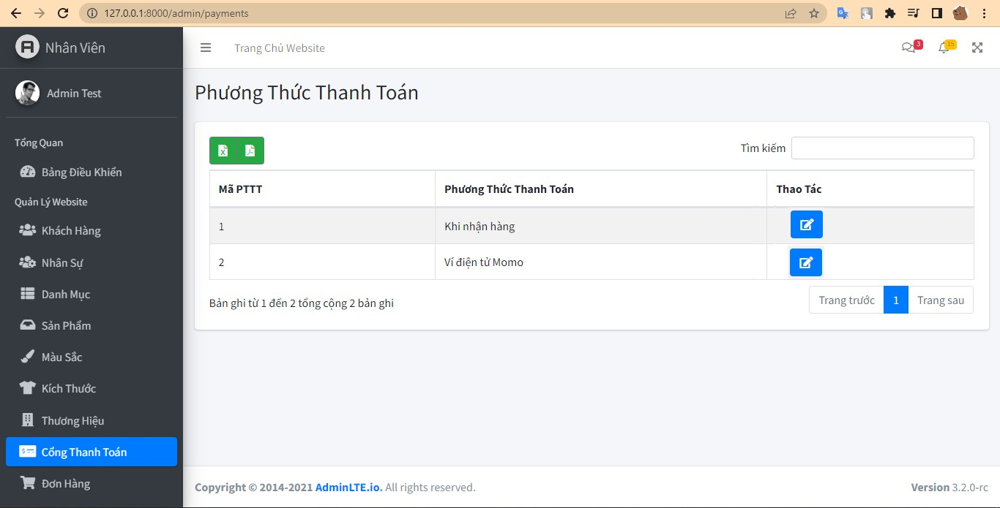 127.0.0.1:8000/admin/payments
Nhân Viên
Trang Chủ Website
3
15
Admin Test
Phương Thức Thanh Toán
Tổng Quan
Bảng Điều Khiển
Quản Lý Website
Khách Hàng
Nhân Sự
Danh Mục
Sản Phẩm
Màu Sắc
Kích Thước
Thương Hiệu
Cổng Thanh Toán
Đơn Hàng
Tìm kiếm
Mã PTTT Phương Thức Thanh Toán Thao Tác
1 Khi nhận hàng
2 Ví điện tử Momo
Bản ghi từ 1 đến 2 tổng cộng 2 bản ghi
Trang trước 1 Trang sau
Copyright © 2014-2021 AdminLTE.io. All rights reserved.
Version 3.2.0-rc